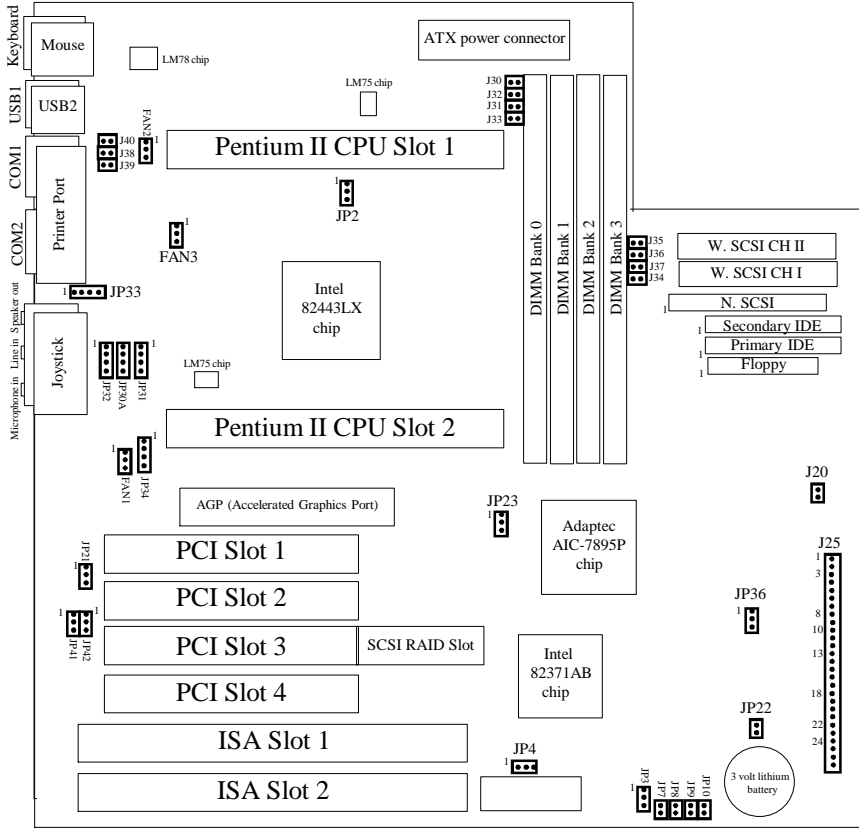 Keyboard
Mouse
LM78 chip
ATX power connector
LM75 chip
J30
J32
J31
J33
USB1
USB2
FAN2
1
J40
J38
J39
COM1
Pentium II CPU Slot 1
1
JP2
Printer Port
COM2
1
FAN3
DIMM Bank 0
DIMM Bank 1
DIMM Bank 2
DIMM Bank 3
J35
J36
J37
J34
W. SCSI CH II
W. SCSI CH I
1
N. SCSI
1
Secondary IDE
1
Primary IDE
1
Floppy
1
JP33
Intel
82443LX
chip
Speaker out
Line in
Microphone in
Joystick
1
JP32
1
JP30A
1
JP31
LM75 chip
Pentium II CPU Slot 2
1
FAN1
1
JP34
AGP (Accelerated Graphics Port)
JP23
1
Adaptec
AIC-7895P
chip
J20
J25
1
3
8
10
13
18
22
24
JP21
1
PCI Slot 1
PCI Slot 2
1
JP41
1
JP42
PCI Slot 3
SCSI RAID Slot
PCI Slot 4
Intel
82371AB
chip
JP36
1
JP22
ISA Slot 1
ISA Slot 2
JP4
1
JP3
1
JP7
JP8
JP9
JP10
3 volt lithium
battery